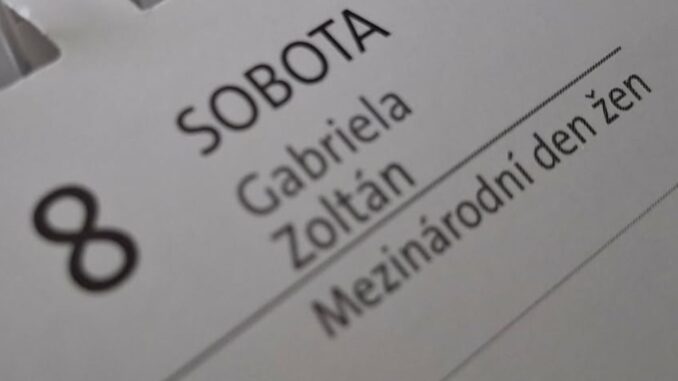 8
SOBOTA
Gabriela
Zoltán
Mezinárodní den žen